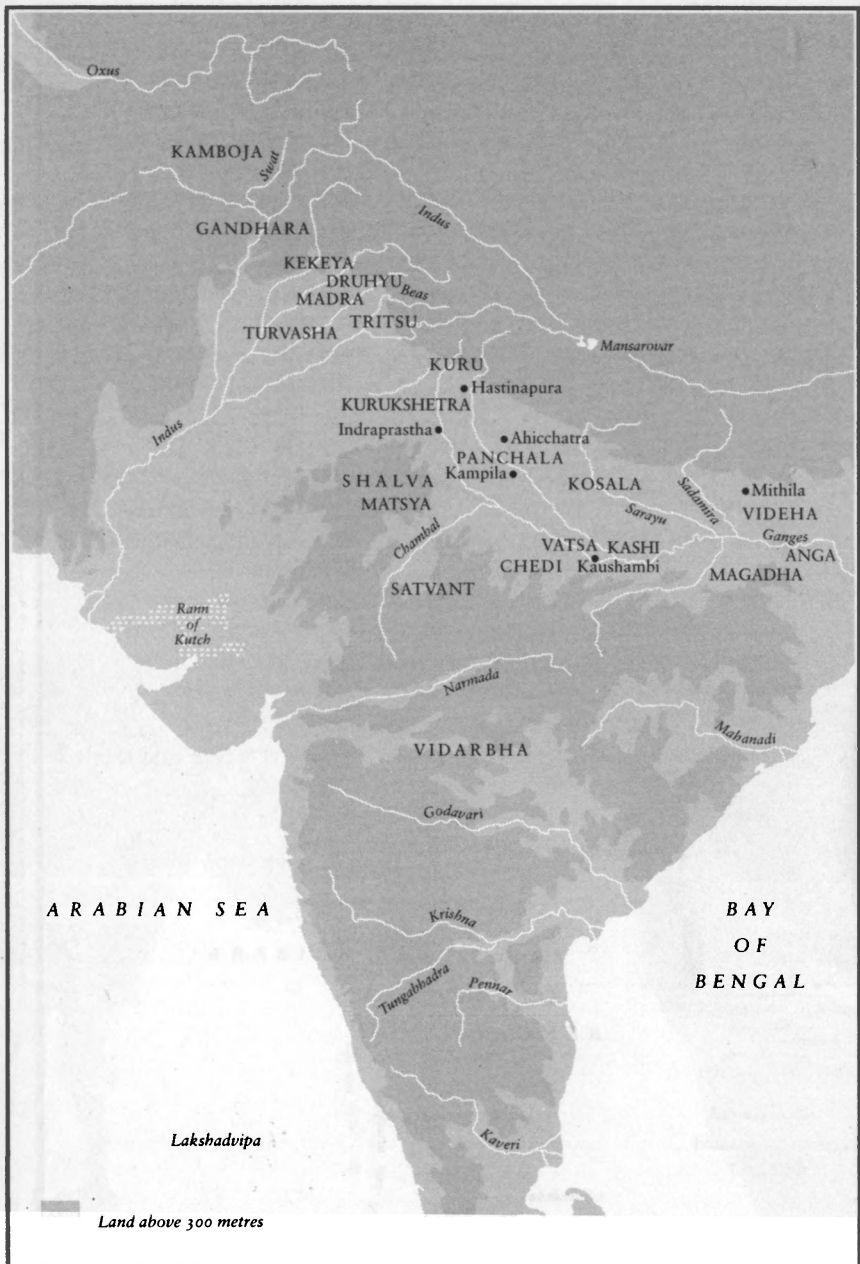 Oxus
KAMBOJA
Swat
GANDHARA
Indus
KEKEYA
DRUHYU
Beas
MADRA
TRITSU
TURVASHA
Mansarovar
KURU
Hastinapura
KURUKSHETRA
Indus
Indraprastha
Ahicchatra
PANCHALA
Kampila
SHALVA
KOSALA
Sadamira
Mithila
MATSYA
Sarayu
VIDEHA
Chambal
Ganges
VATSA
KASHI
ANGA
CHEDI
Kaushambi
MAGADHA
SATVANT
Rann
of
Kutch
Narmada
Mahanadi
VIDARBHA
Godavari
ARABIAN SEA
Krishna
BAY
OF
BENGAL
Tungabhadra
Pennar
Lakshadvipa
Kaveri
Land above 300 metres